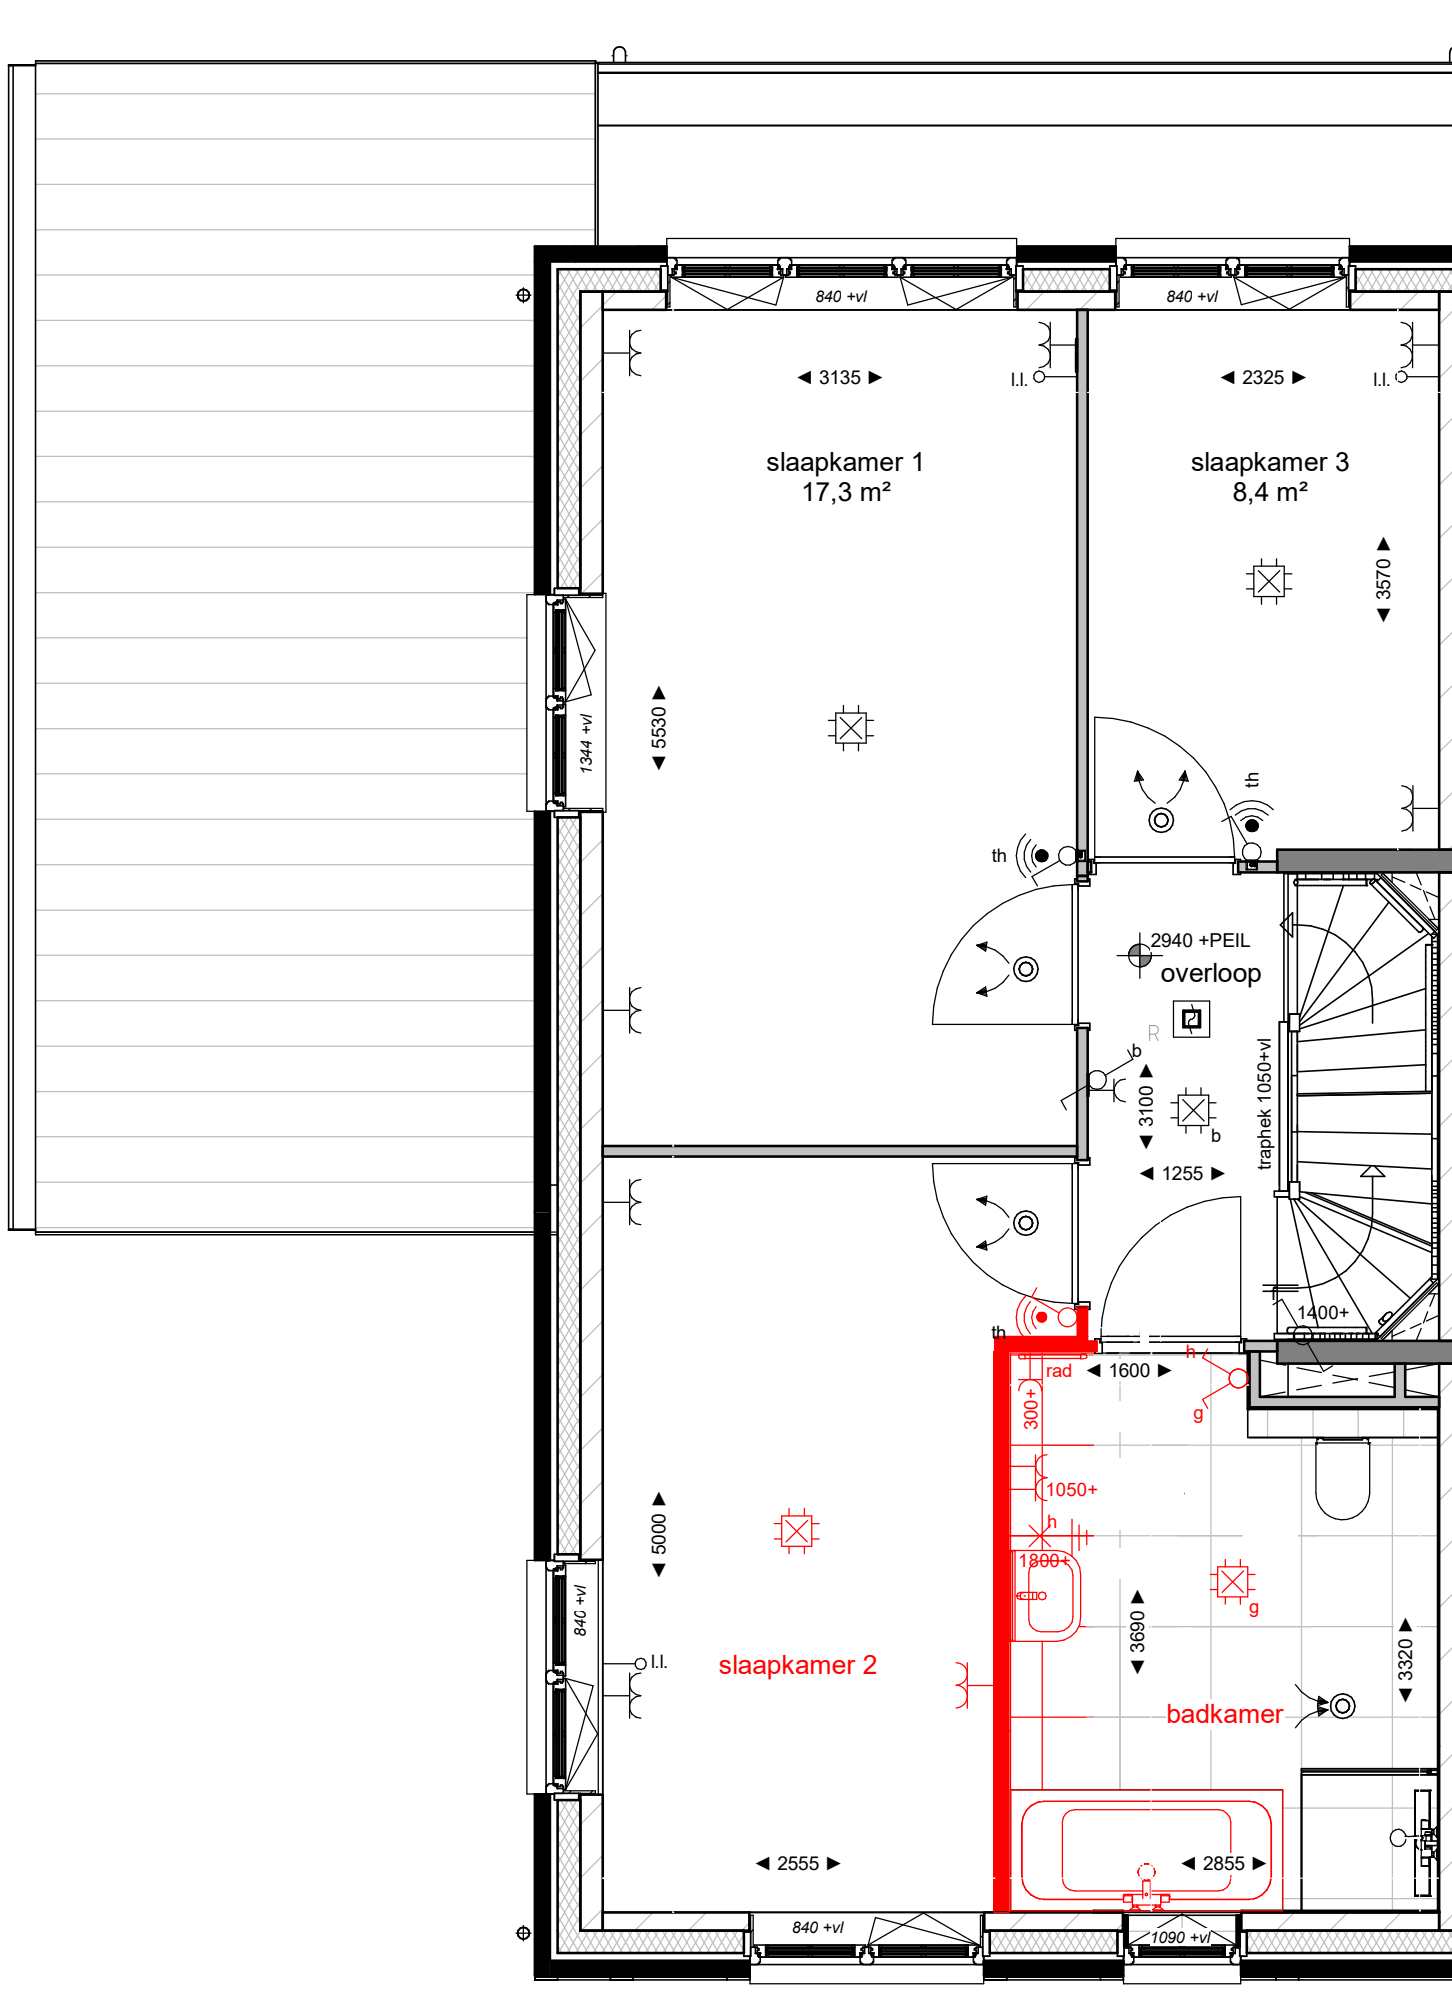 840 +vl
840 +vl
◄ 3135 ►
l.l.
◄ 2325 ►
l.l.
slaapkamer 1
17,3 m²
slaapkamer 3
8,4 m²
◄ 3570 ►
◄ 5530 ►
1344 +vl
th
th
2940 +PEIL
overloop
R
b
◄ 3100 ►
b
traphek 1050+vl
◄ 1255 ►
1400+
th
rad
◄ 1600 ►
h
g
300+
1050+
h
1800+
◄ 5000 ►
840 +vl
g
◄ 3690 ►
◄ 3320 ►
l.l.
slaapkamer 2
badkamer
◄ 2555 ►
◄ 2855 ►
840 +vl
1090 +vl